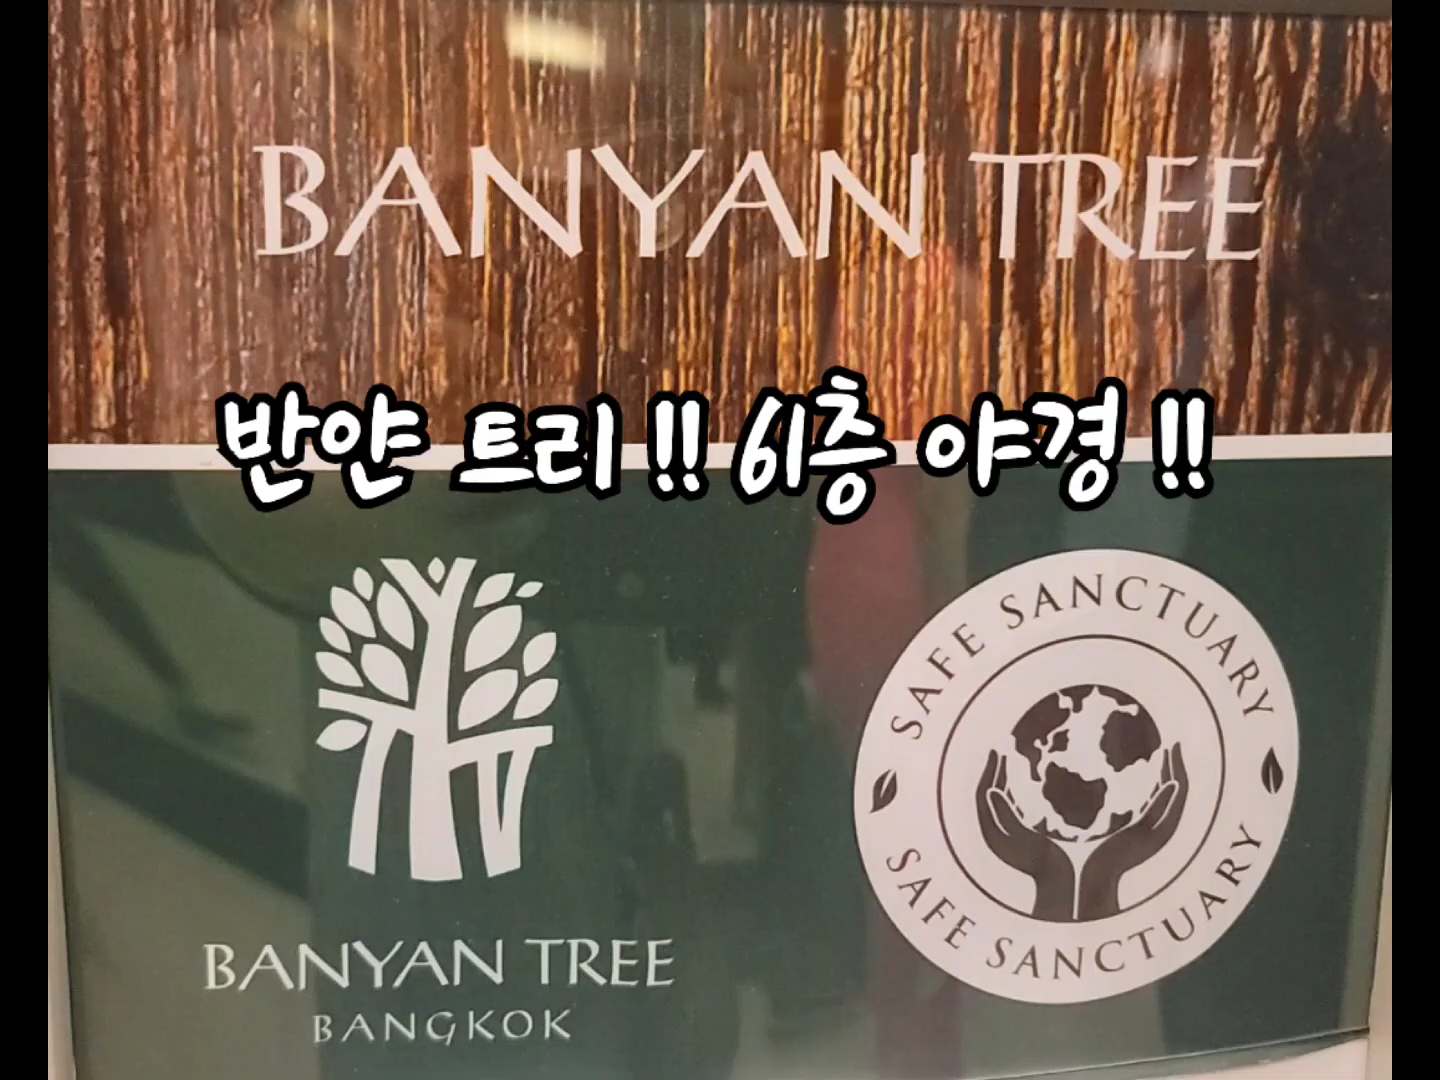 BANYAN TREE
반얀 트리 !! 61층 야경 !!
SAFE SANCTUARY
SAFE SANCTUARY
BANYAN TREE
BANGKOK